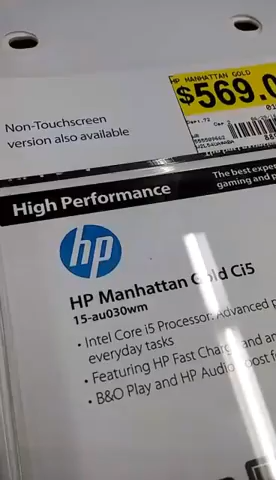 HP MANHATTAN GOLD
$569.0
Non-Touchscreen
version also available
High Performance
The best exper
gaming and p
hp
HP Manhattan Gold Ci5
15-au030wm
• Intel Core i5 Processor: Advanced p
everyday tasks
• Featuring HP Fast Charge and an
• B&O Play and HP Audio Boost f